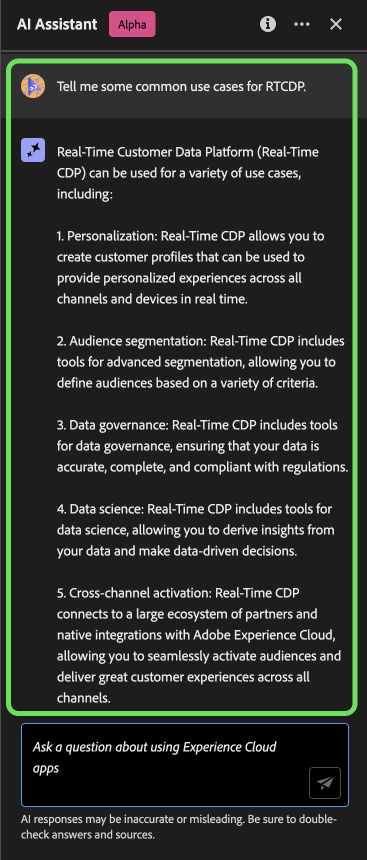 AI Assistant Alpha
Tell me some common use cases for RTCDP.
Real-Time Customer Data Platform (Real-Time
CDP) can be used for a variety of use cases,
including:
1. Personalization: Real-Time CDP allows you to
create customer profiles that can be used to
provide personalized experiences across all
channels and devices in real time.
2. Audience segmentation: Real-Time CDP includes
tools for advanced segmentation, allowing you to
define audiences based on a variety of criteria.
3. Data governance: Real-Time CDP includes tools
for data governance, ensuring that your data is
accurate, complete, and compliant with regulations.
4. Data science: Real-Time CDP includes tools for
data science, allowing you to derive insights from
your data and make data-driven decisions.
5. Cross-channel activation: Real-Time CDP
connects to a large ecosystem of partners and
native integrations with Adobe Experience Cloud,
allowing you to seamlessly activate audiences and
deliver great customer experiences across all
channels.
Ask a question about using Experience Cloud
apps
AI responses may be inaccurate or misleading. Be sure to double-
check answers and sources.